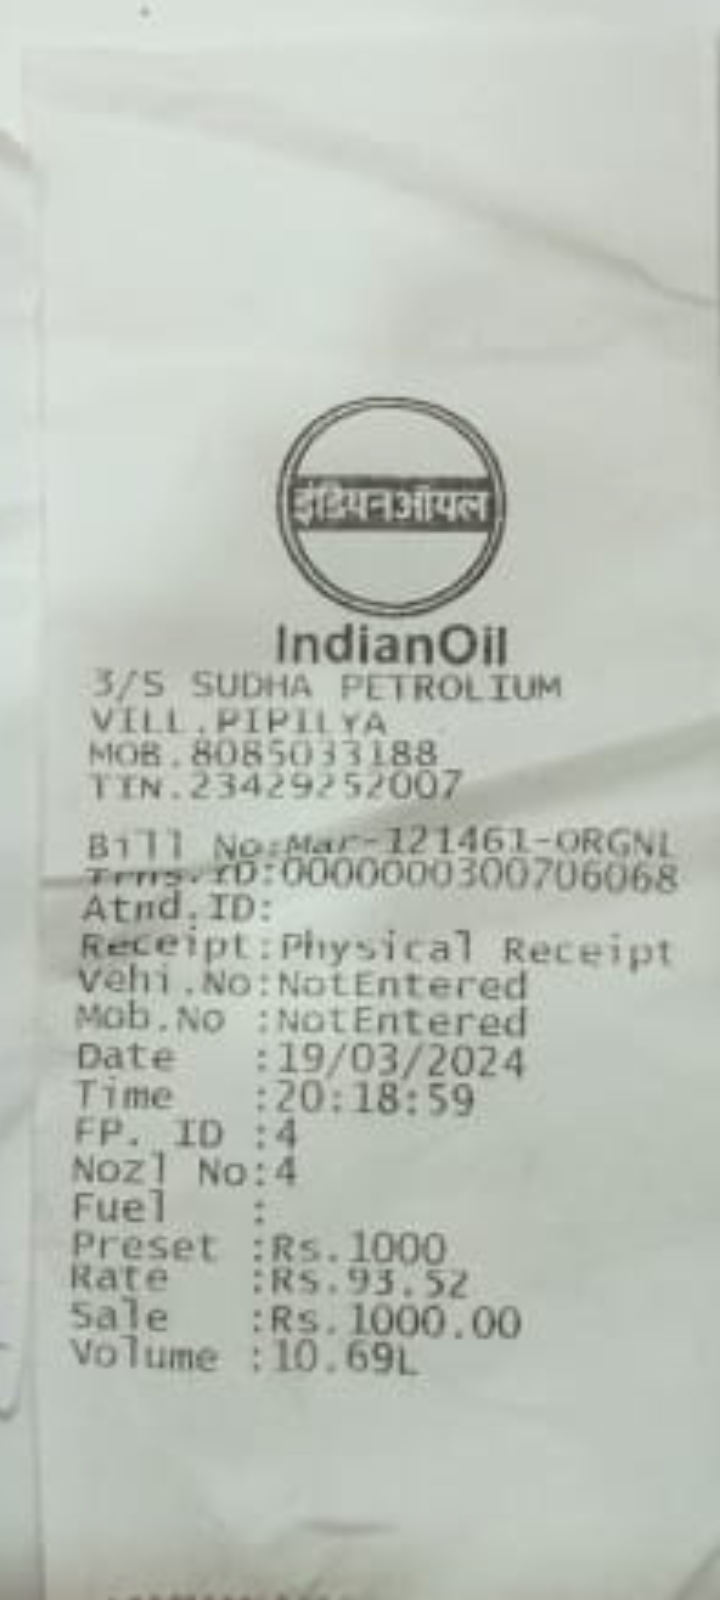 इंडियनऑयल
IndianOil
3/S SUDHA PETROLIUM
VILL.PIPILYA
MOB.8085033188
TIN.23429252007
Bill No:Mar-121461-ORGNL
Trns.ID:0000000300706068
Atnd.ID:
Receipt:Physical Receipt
Vehi.No:NotEntered
Mob.No :NotEntered
Date :19/03/2024
Time :20:18:59
FP. ID :4
Nozl No:4
Fuel :
Preset :Rs.1000
Rate :Rs.93.52
Sale :Rs.1000.00
Volume :10.69L